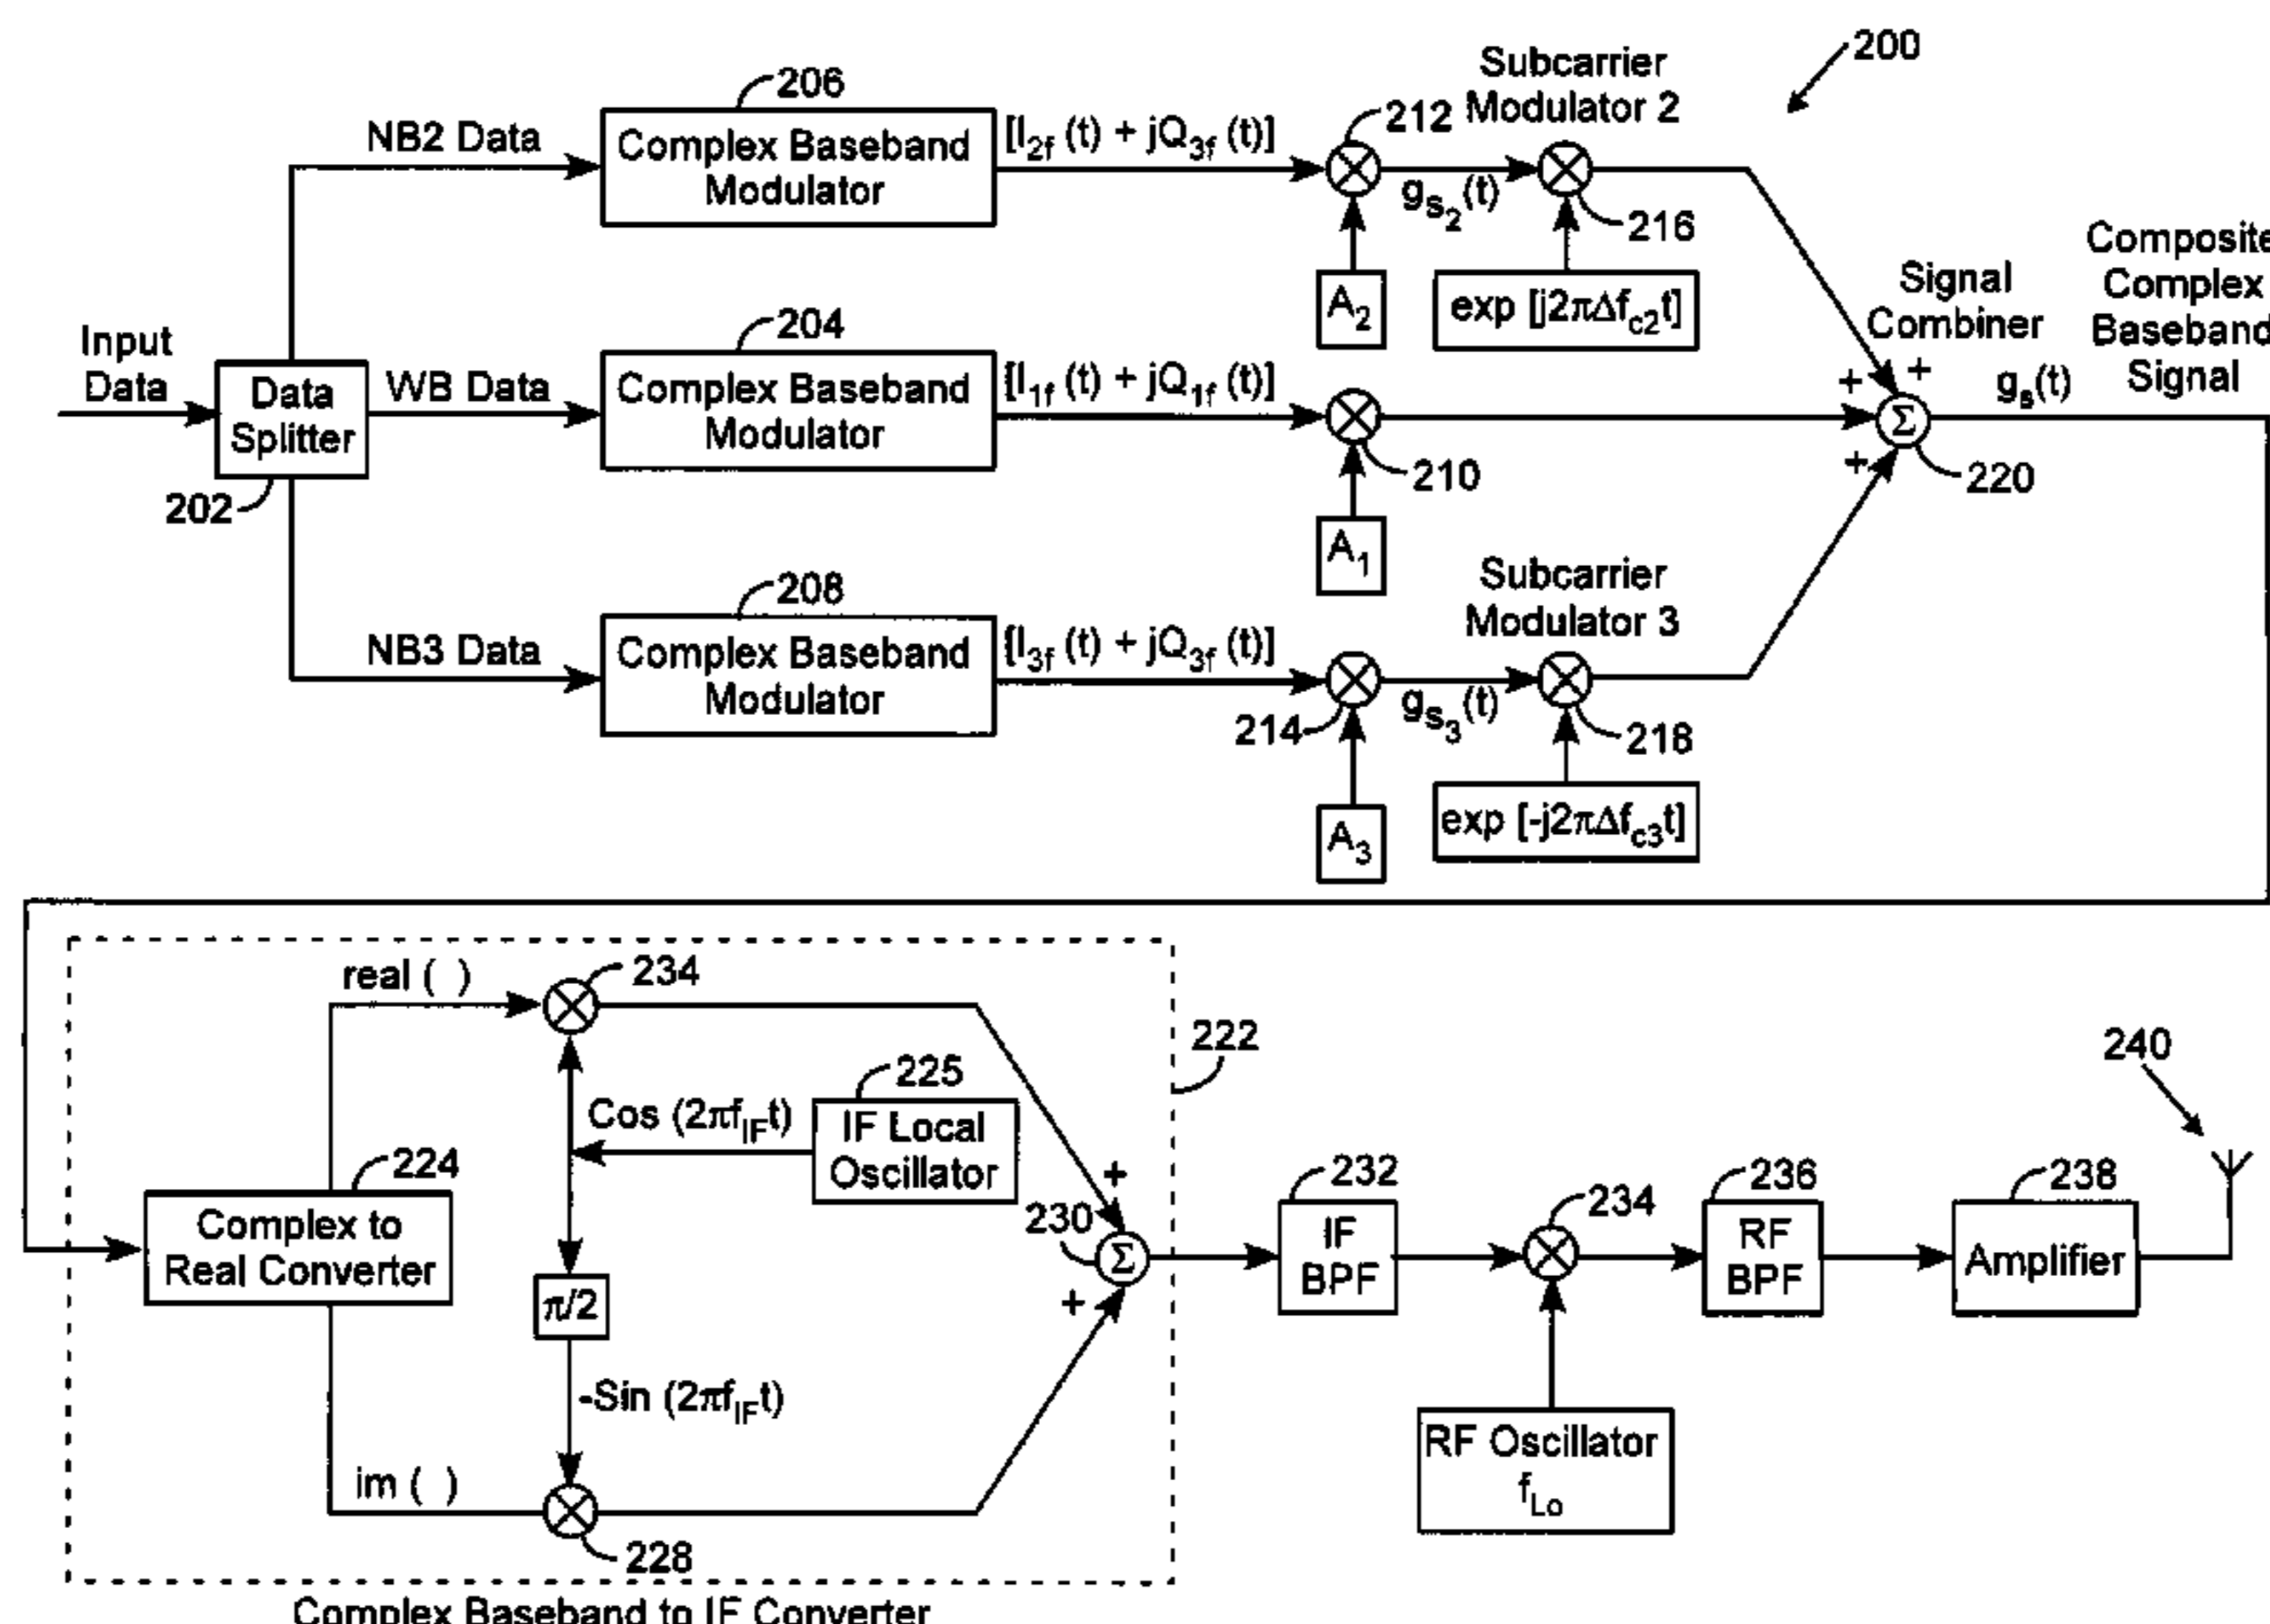 200
Subcarrier
Modulator 2
206
212
NB2 Data
Complex Baseband
Modulator
[I2f (t) + jQ3f (t)]
gS2(t)
216
A2
exp [j2πΔfc2t]
Signal
Combiner
Composite
Complex
Baseband
Signal
Input
Data
Data
Splitter
202
WB Data
204
Complex Baseband
Modulator
[I1f (t) + jQ1f (t)]
210
A1
+
+
+
Σ
220
gs(t)
Subcarrier
Modulator 3
208
NB3 Data
Complex Baseband
Modulator
[I3f (t) + jQ3f (t)]
214
gS3(t)
218
A3
exp [-j2πΔfc3t]
real ( )
234
222
225
Cos (2πfIFt)
IF Local
Oscillator
224
Complex to
Real Converter
π/2
-Sin (2πfIFt)
im ( )
228
+
230
Σ
+
232
IF
BPF
234
RF Oscillator
fLo
236
RF
BPF
238
Amplifier
240
Complex Baseband to IF Converter